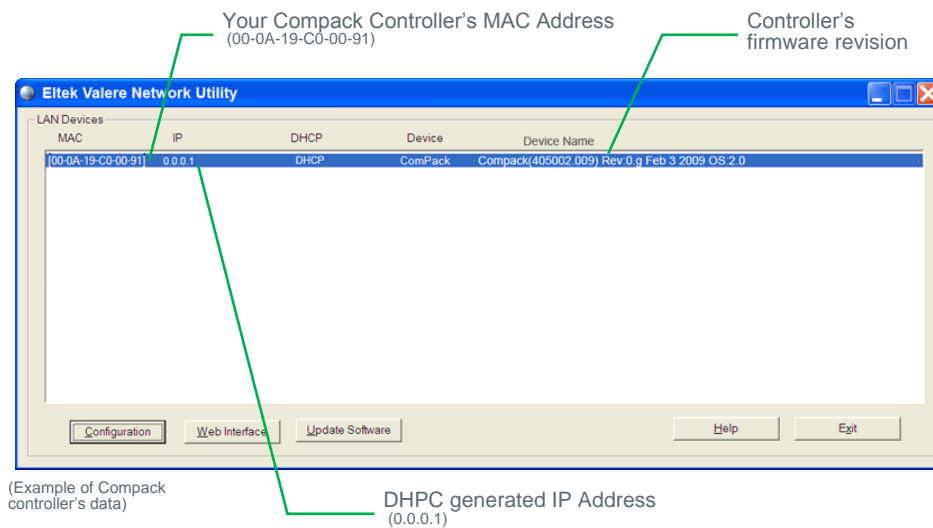 Your Compack Controller's MAC Address
(00-0A-19-C0-00-91)
Controller's
firmware revision
Eltek Valere Network Utility
LAN Devices
MAC IP DHCP Device Device Name
[00-0A-19-C0-00-91] 0.0.0.1 DHCP ComPack Compack(405002.009) Rev:0.g Feb 3 2009 OS:2.0
Configuration Web Interface Update Software Help Exit
(Example of Compack
controller's data)
DHPC generated IP Address
(0.0.0.1)